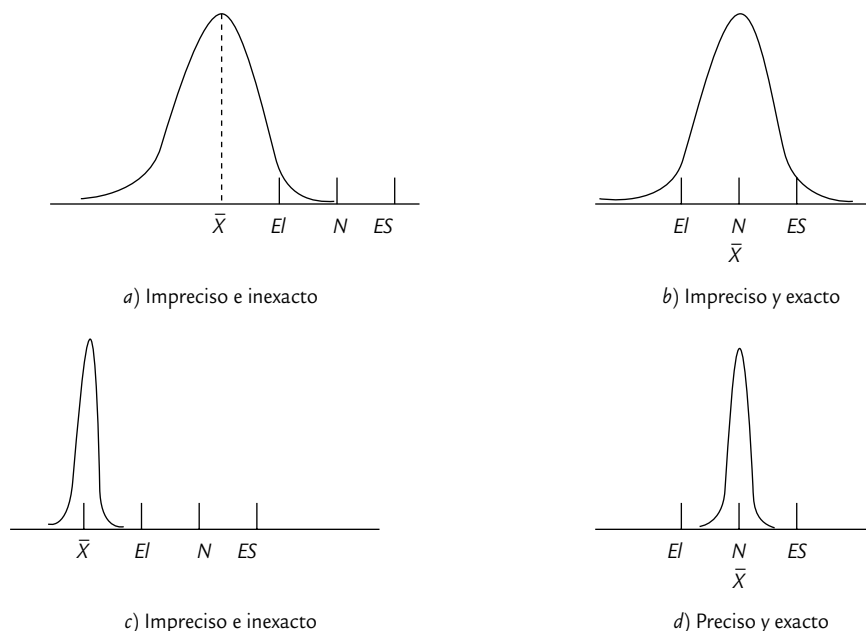 X̄ EI N ES
EI N ES
X̄
a) Impreciso e inexacto
b) Impreciso y exacto
X̄ EI N ES
EI N ES
X̄
c) Impreciso e inexacto
d) Preciso y exacto